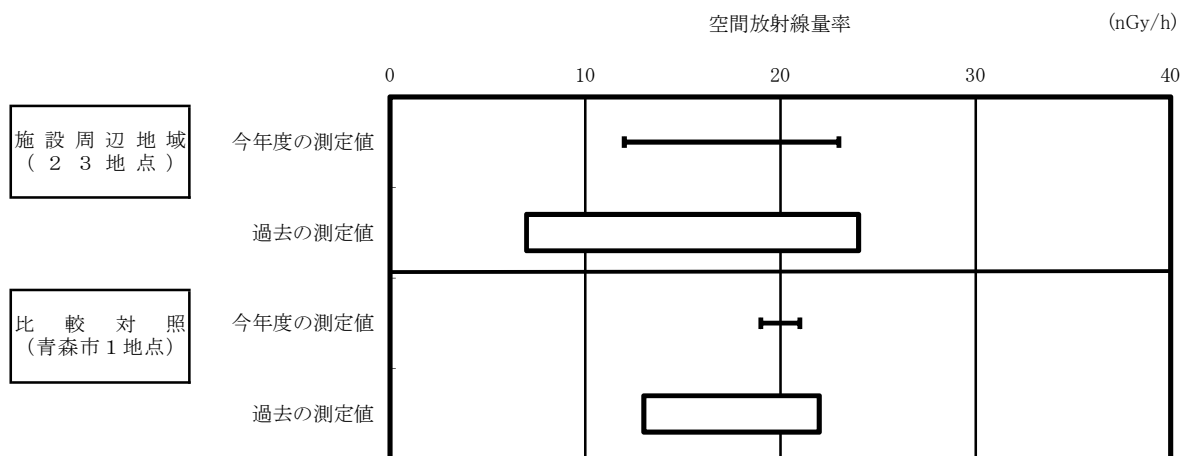 空間放射線量率 (nGy/h)
0 10 20 30 40
施設周辺地域
(２３地点)
今年度の測定値
過去の測定値
比較対照
(青森市１地点)
今年度の測定値
過去の測定値